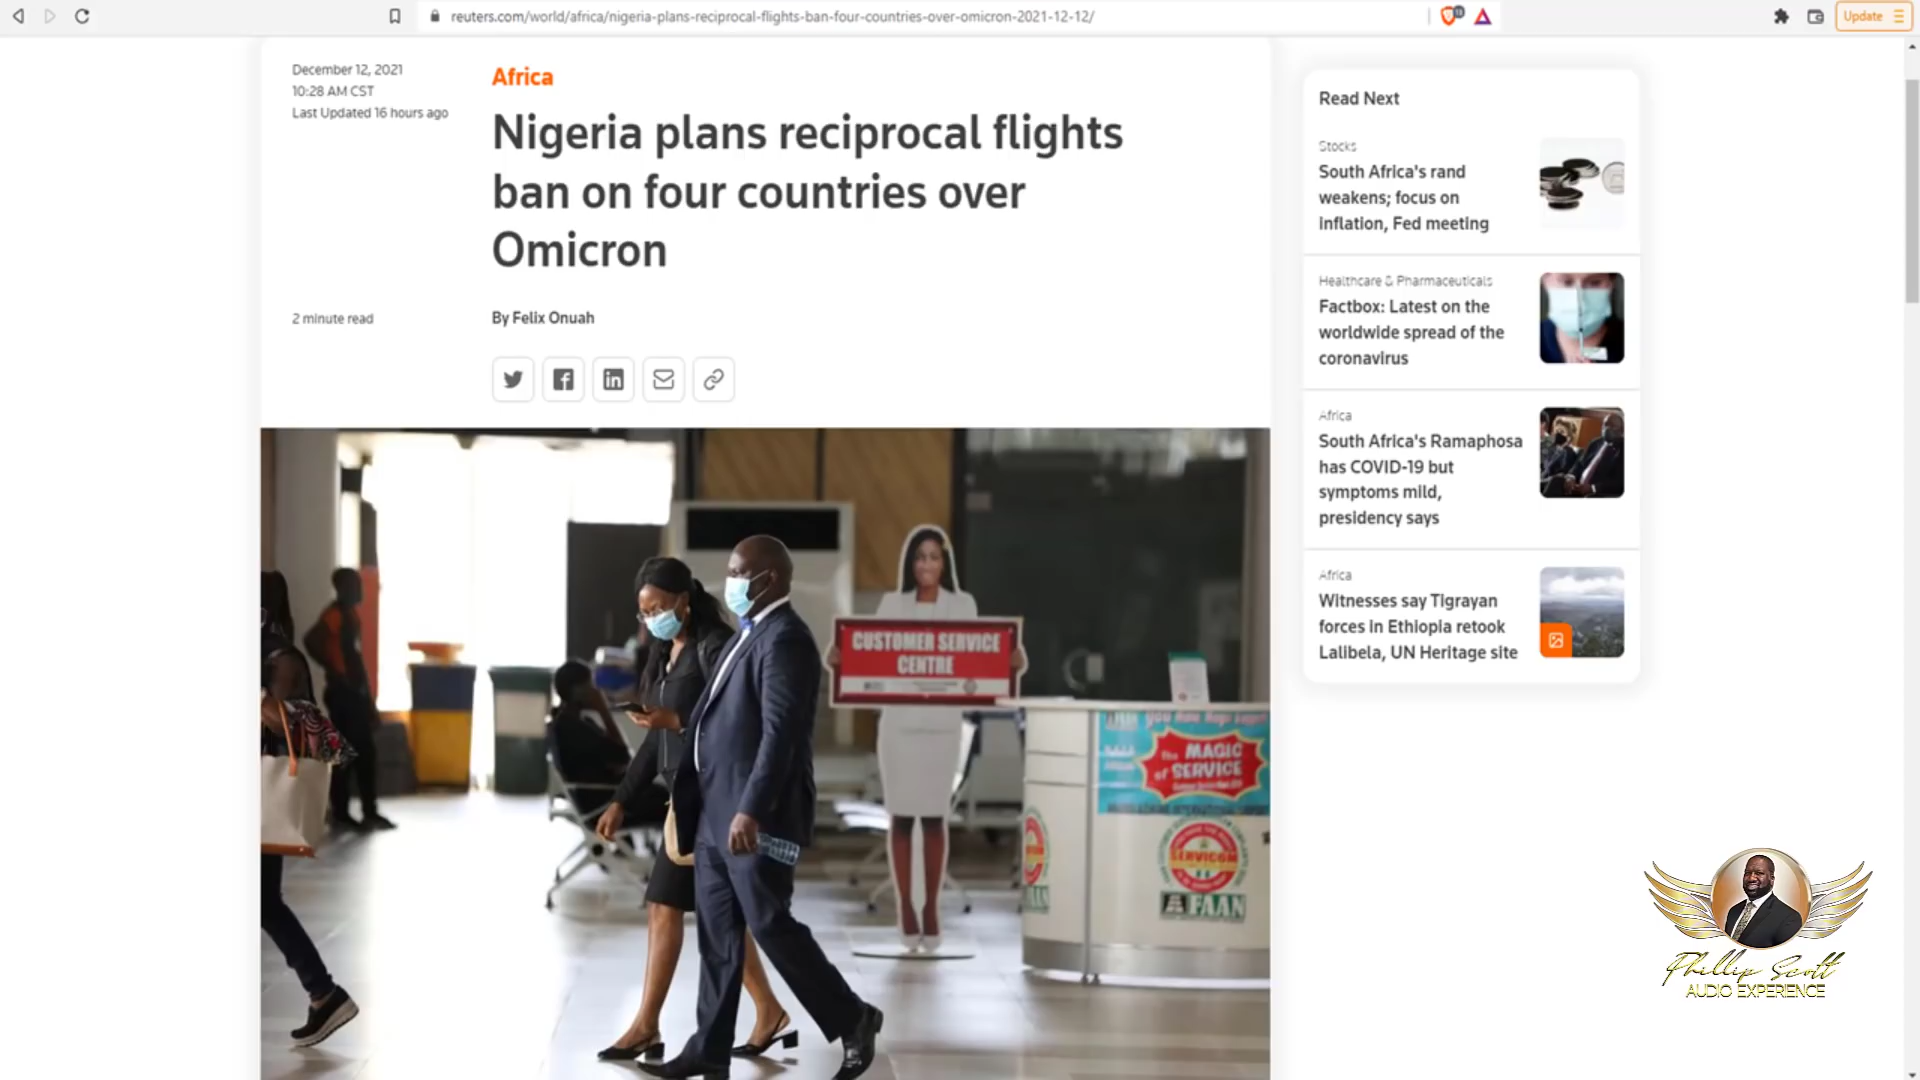 reuters.com/world/africa/nigeria-plans-reciprocal-flights-ban-four-countries-over-omicron-2021-12-12/
Update
December 12, 2021
10:28 AM CST
Last Updated 16 hours ago
Africa
Nigeria plans reciprocal flights
ban on four countries over
Omicron
2 minute read
By Felix Onuah
Read Next
Stocks
South Africa's rand
weakens; focus on
inflation, Fed meeting
Healthcare & Pharmaceuticals
Factbox: Latest on the
worldwide spread of the
coronavirus
Africa
South Africa's Ramaphosa
has COVID-19 but
symptoms mild,
presidency says
Africa
Witnesses say Tigrayan
forces in Ethiopia retook
Lalibela, UN Heritage site
CUSTOMER SERVICE
CENTRE
The MAGIC
of SERVICE
SERVICOM
FAAN
Phillip Scott
AUDIO EXPERIENCE